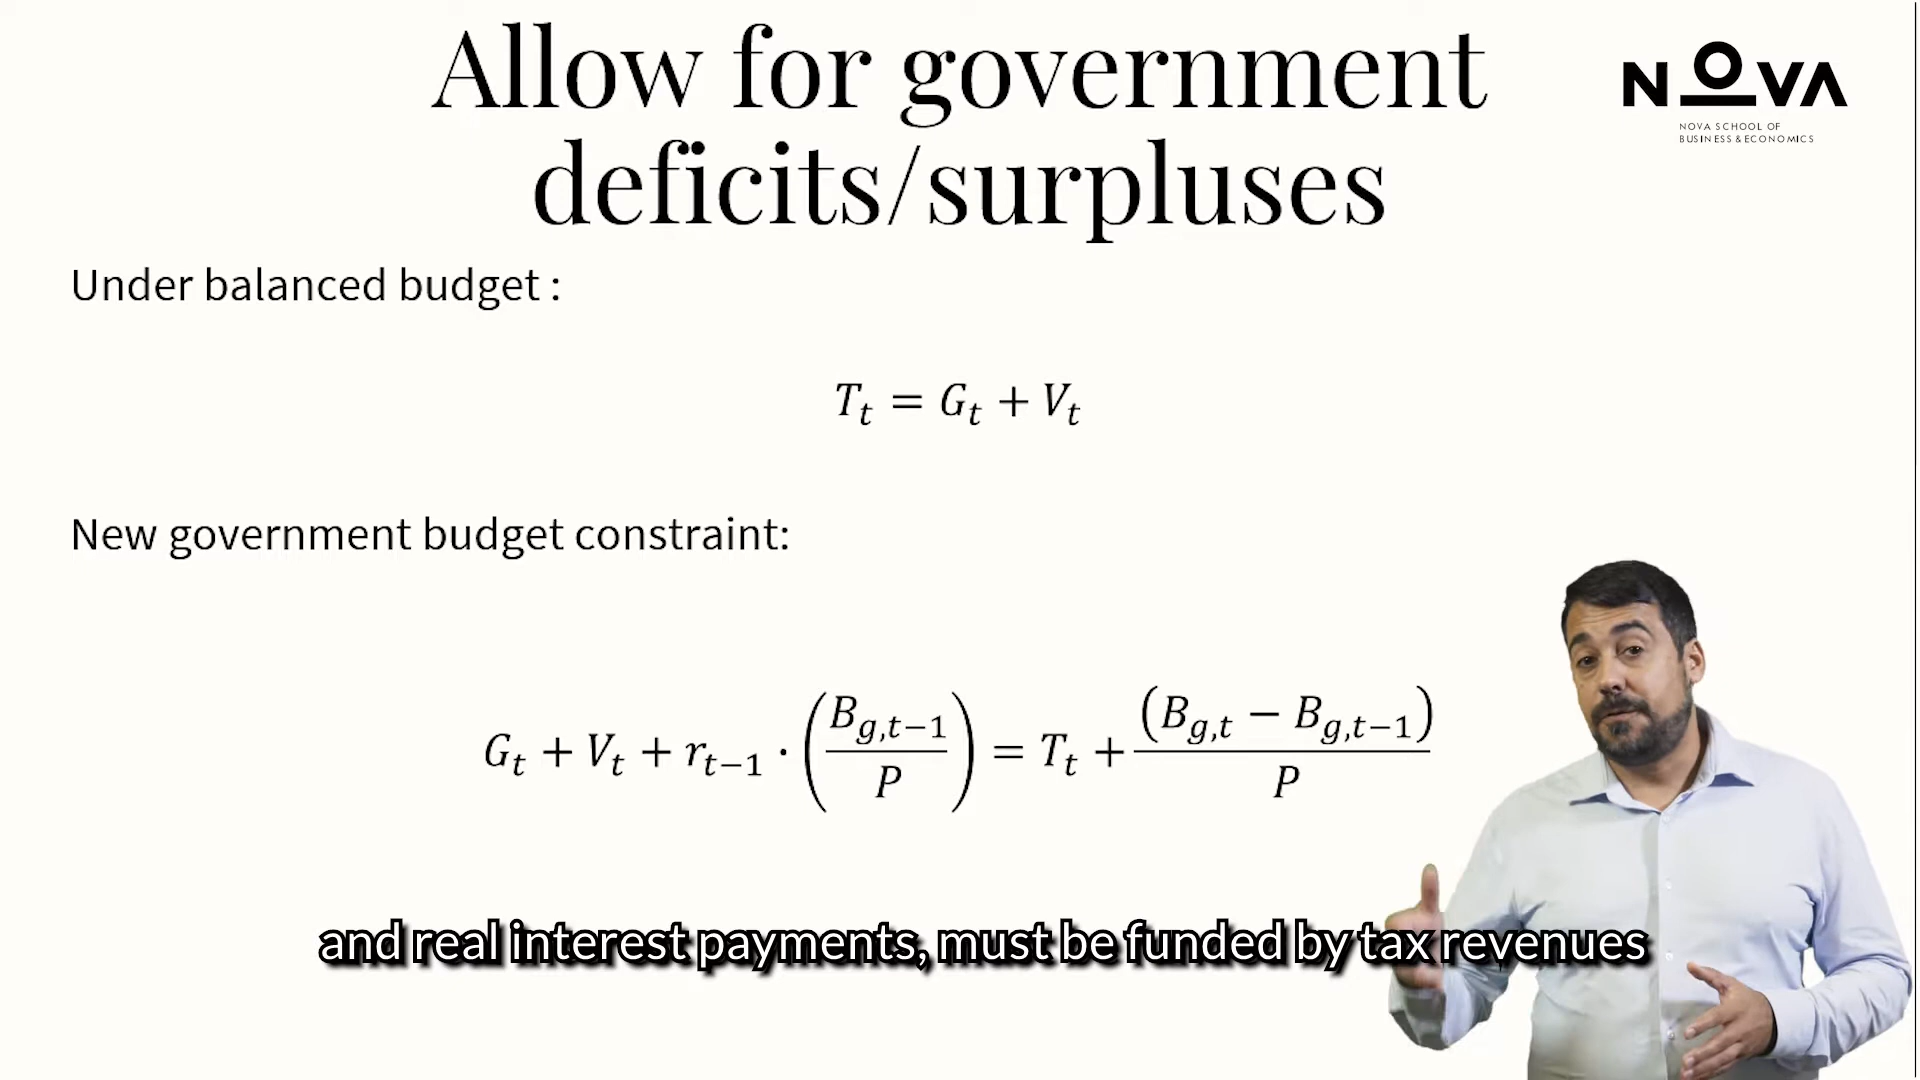 Allow for government
deficits/surpluses
NOVA
NOVA SCHOOL OF
BUSINESS & ECONOMICS
Under balanced budget :
T_t = G_t + V_t
New government budget constraint:
G_t + V_t + r_{t−1} · (B_{g,t−1} / P) = T_t + (B_{g,t} − B_{g,t−1}) / P
and real interest payments, must be funded by tax revenues